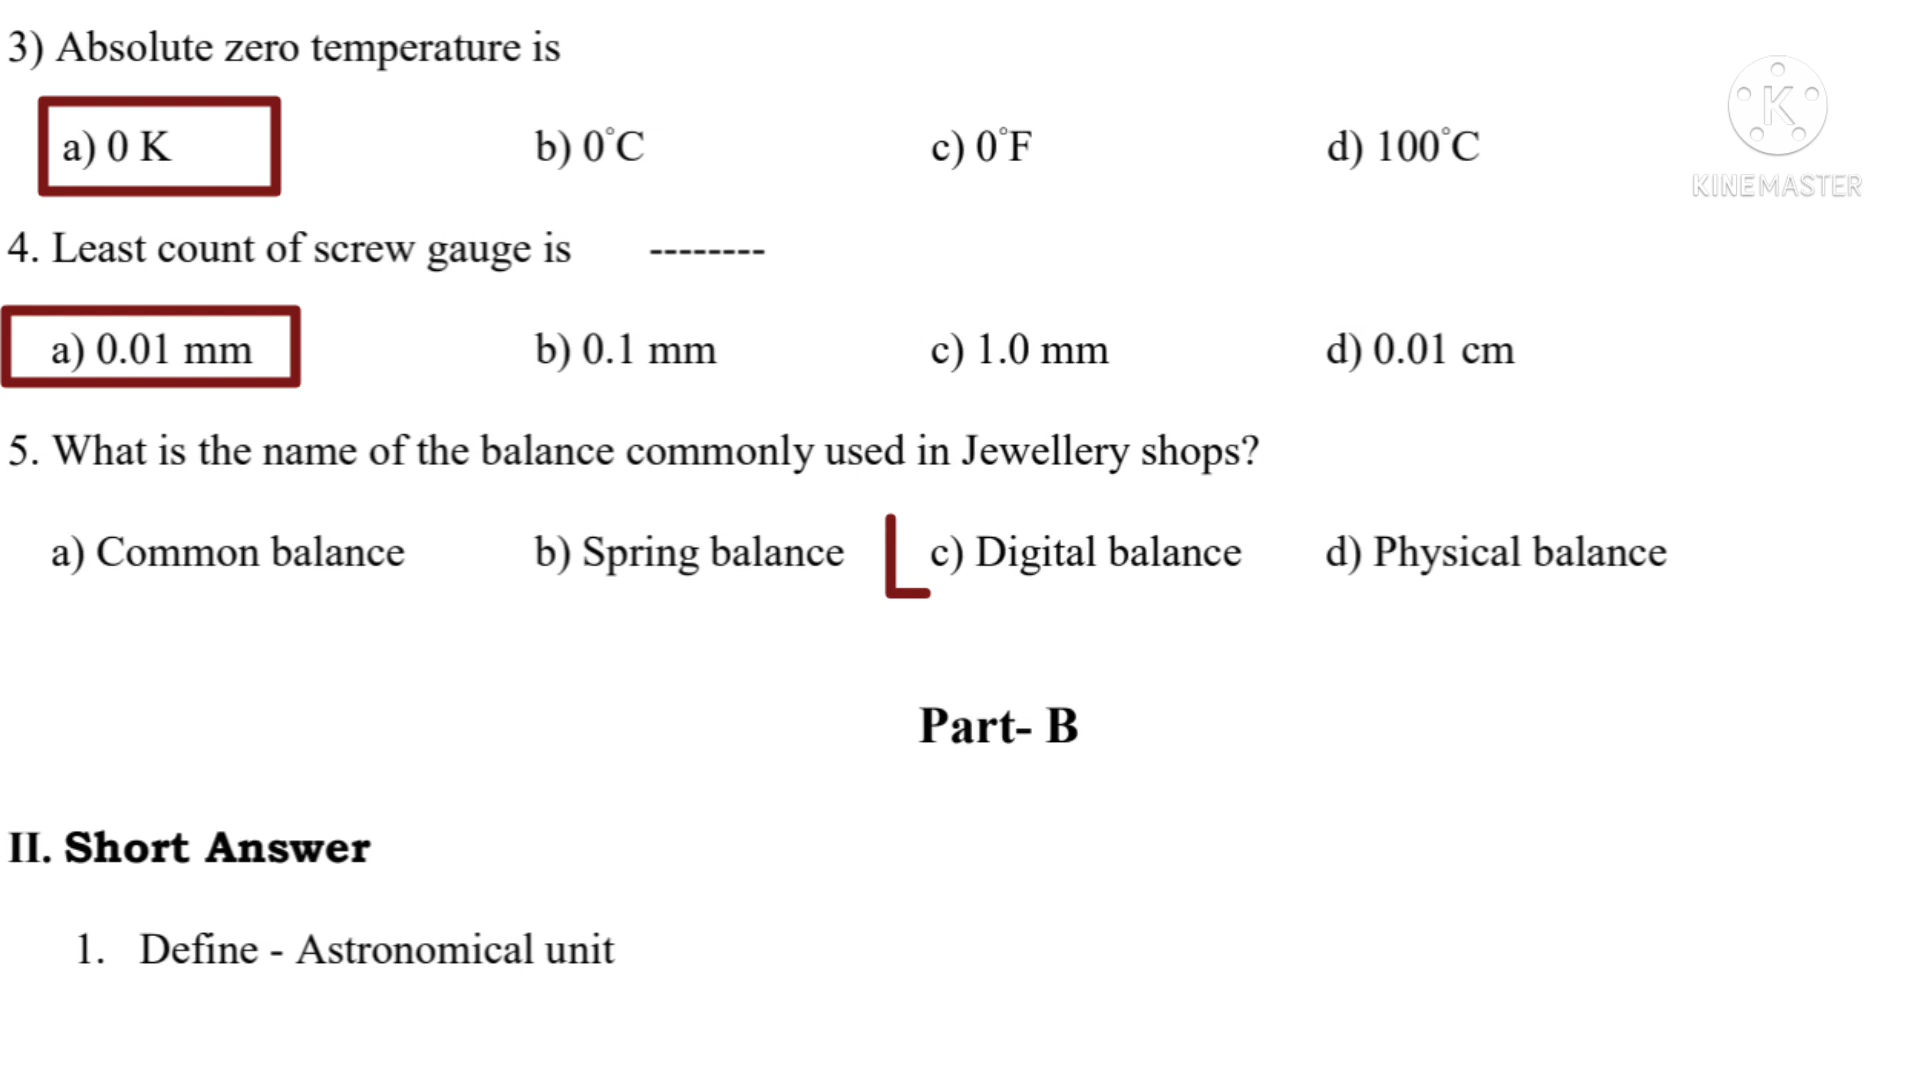 3) Absolute zero temperature is
a) 0 K b) 0°C c) 0°F d) 100°C
K
KINEMASTER
4. Least count of screw gauge is --------
a) 0.01 mm b) 0.1 mm c) 1.0 mm d) 0.01 cm
5. What is the name of the balance commonly used in Jewellery shops?
a) Common balance b) Spring balance c) Digital balance d) Physical balance
Part- B
II. Short Answer
1. Define - Astronomical unit